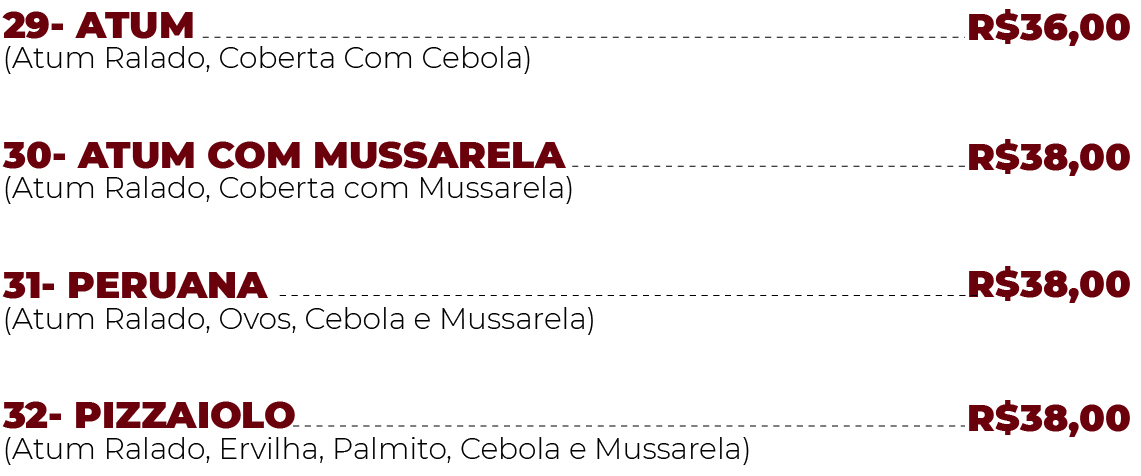 29- ATUM R$36,00
(Atum Ralado, Coberta Com Cebola)
30- ATUM COM MUSSARELA R$38,00
(Atum Ralado, Coberta com Mussarela)
31- PERUANA R$38,00
(Atum Ralado, Ovos, Cebola e Mussarela)
32- PIZZAIOLO R$38,00
(Atum Ralado, Ervilha, Palmito, Cebola e Mussarela)